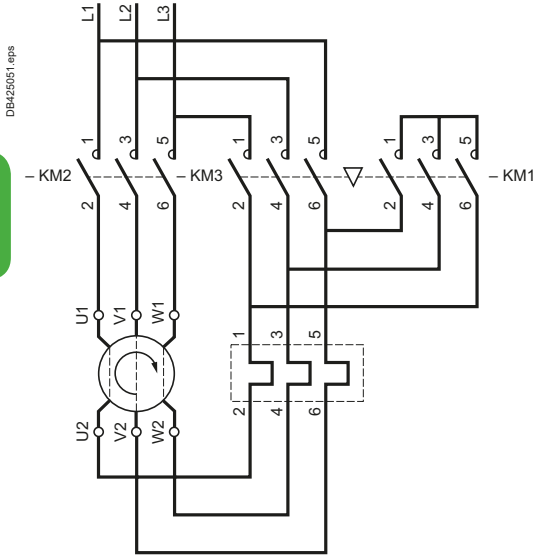 DB425051.eps
L1 L2 L3
1 3 5 1 3 5 1 3 5
– KM2 – KM3 – KM1
2 4 6 2 4 6 2 4 6
U1 V1 W1 1 3 5
U2 V2 W2 2 4 6